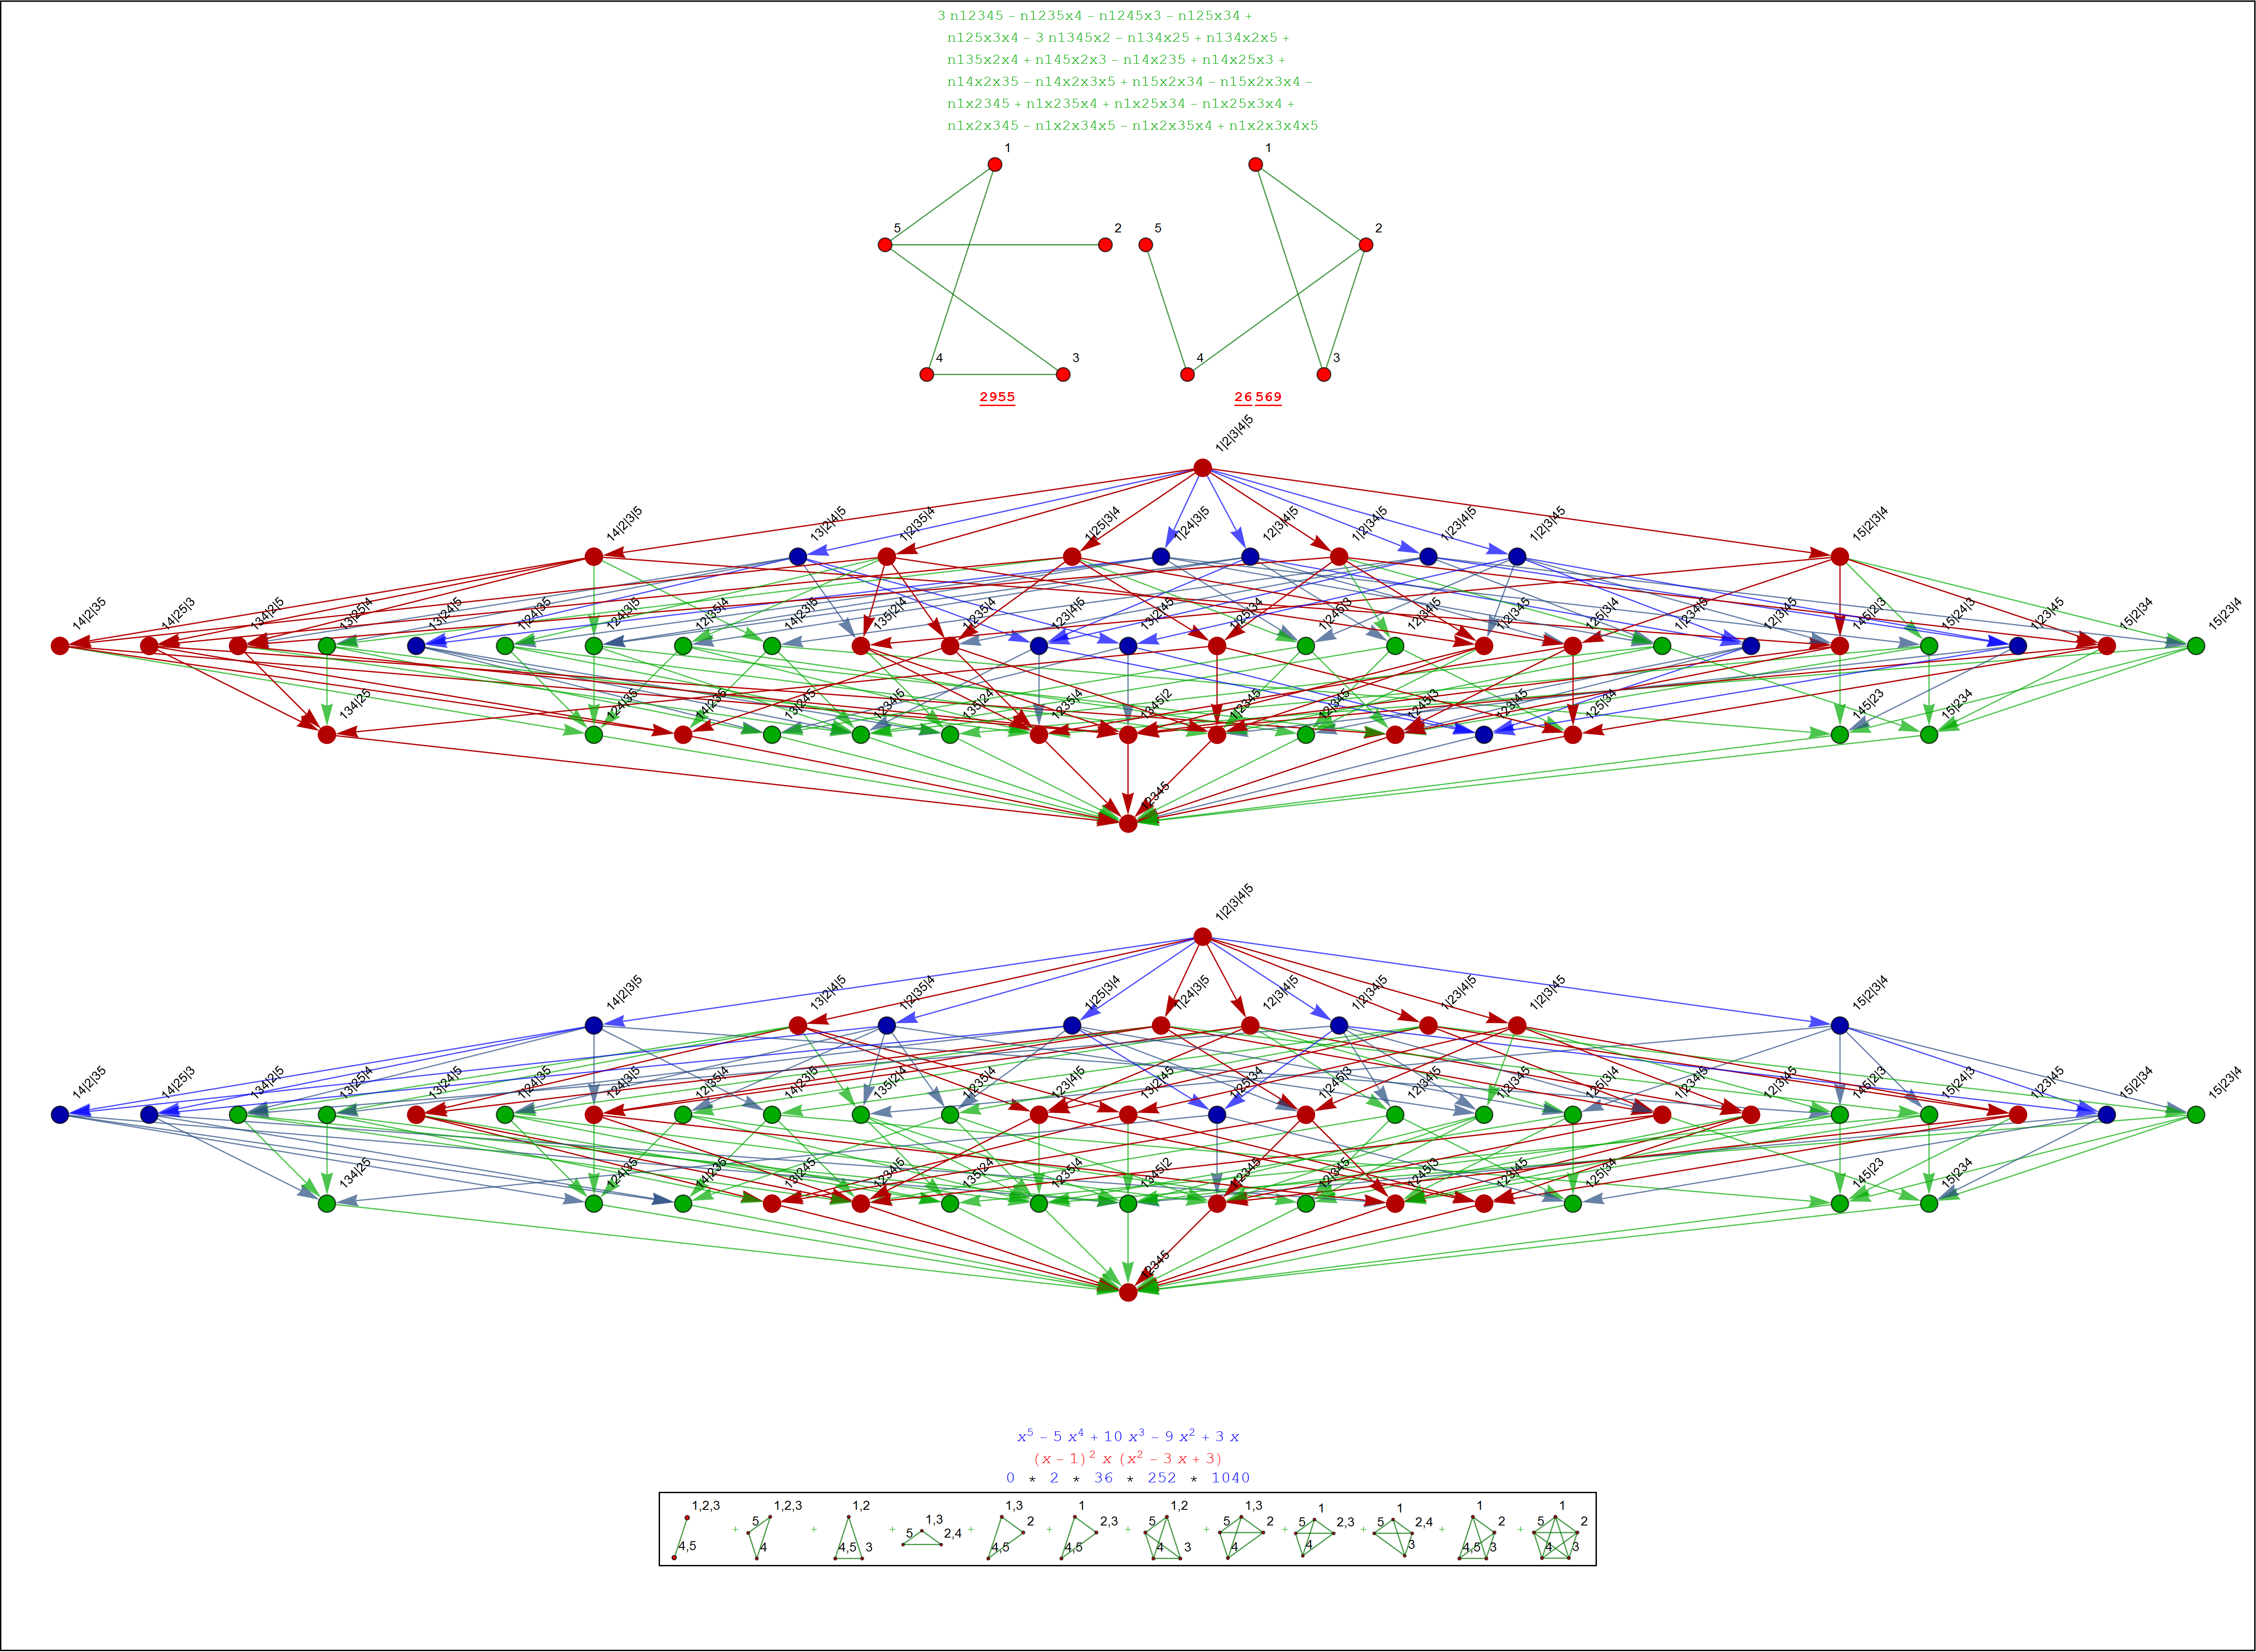 3 n12345 – n1235x4 – n1245x3 – n125x34 +
n125x3x4 – 3 n1345x2 – n134x25 + n134x2x5 +
n135x2x4 + n145x2x3 – n14x235 + n14x25x3 +
n14x2x35 – n14x2x3x5 + n15x2x34 – n15x2x3x4 –
n1x2345 + n1x235x4 + n1x25x34 – n1x25x3x4 +
n1x2x345 – n1x2x34x5 – n1x2x35x4 + n1x2x3x4x5
1 1
5 2 5 2
4 3 4 3
2955 26 569
1|2|3|4|5
14|2|3|5 13|2|4|5 1|2|35|4 1|25|3|4 1|24|3|5 12|3|4|5 1|2|34|5 1|23|4|5 1|2|3|45 15|2|3|4
14|2|35 14|25|3 134|2|5 13|25|4 13|24|5 1|24|35 124|3|5 12|35|4 14|23|5 135|2|4 1|235|4 123|4|5 13|2|45 1|25|34 1|245|3 12|34|5 1|2|345 125|3|4 1|234|5 12|3|45 145|2|3 15|24|3 1|23|45 15|2|34 15|23|4
134|25 124|35 14|235 13|245 1234|5 135|24 1235|4 1345|2 1|2345 12|345 1245|3 123|45 125|34 145|23 15|234
12345
1|2|3|4|5
14|2|3|5 13|2|4|5 1|2|35|4 1|25|3|4 1|24|3|5 12|3|4|5 1|2|34|5 1|23|4|5 1|2|3|45 15|2|3|4
14|2|35 14|25|3 134|2|5 13|25|4 13|24|5 1|24|35 124|3|5 12|35|4 14|23|5 135|2|4 1|235|4 123|4|5 13|2|45 1|25|34 1|245|3 12|34|5 1|2|345 125|3|4 1|234|5 12|3|45 145|2|3 15|24|3 1|23|45 15|2|34 15|23|4
134|25 124|35 14|235 13|245 1234|5 135|24 1235|4 1345|2 1|2345 12|345 1245|3 123|45 125|34 145|23 15|234
12345
x⁵ – 5 x⁴ + 10 x³ – 9 x² + 3 x
(x – 1)² x (x² – 3 x + 3)
0 * 2 * 36 * 252 * 1040
1,2,3 4,5 + 1,2,3 5 4 + 1,2 4,5 3 + 1,3 5 2,4 + 1,3 2 4,5 + 1 2,3 4,5 + 1,2 5 4 3 + 1,3 5 2 4 + 1 5 2,3 4 + 1 5 2,4 3 + 1 2 4,5 3 + 1 5 2 4 3